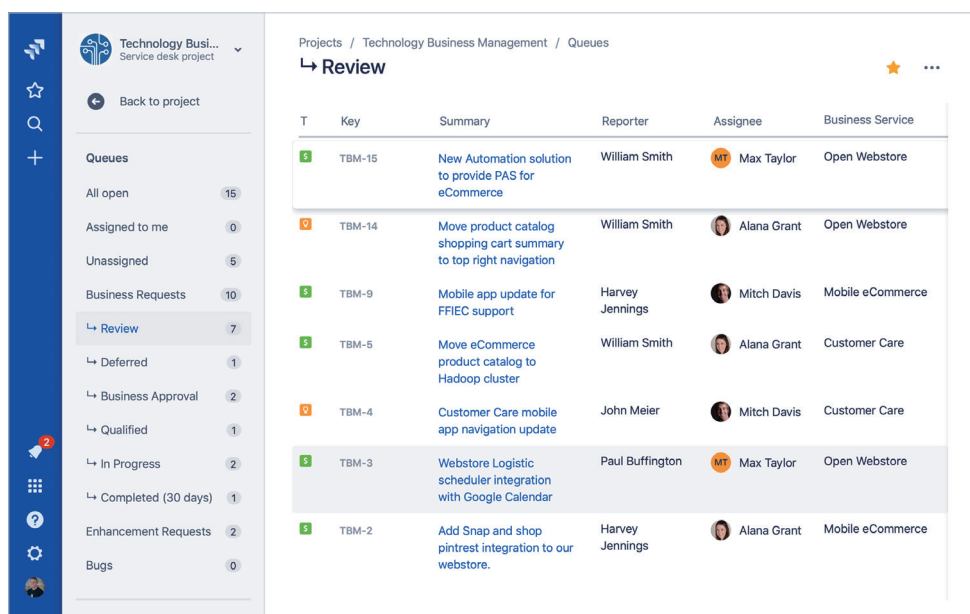 Technology Busi...
Service desk project
Back to project
Queues
All open 15
Assigned to me 0
Unassigned 5
Business Requests 10
Review 7
Deferred 1
Business Approval 2
Qualified 1
In Progress 2
Completed (30 days) 1
Enhancement Requests 2
Bugs 0
2
Projects / Technology Business Management / Queues
Review
T Key Summary Reporter Assignee Business Service
$ TBM-15 New Automation solution William Smith MT Max Taylor Open Webstore
to provide PAS for
eCommerce
TBM-14 Move product catalog William Smith Alana Grant Open Webstore
shopping cart summary
to top right navigation
$ TBM-9 Mobile app update for Harvey Mitch Davis Mobile eCommerce
FFIEC support Jennings
$ TBM-5 Move eCommerce William Smith Alana Grant Customer Care
product catalog to
Hadoop cluster
TBM-4 Customer Care mobile John Meier Mitch Davis Customer Care
app navigation update
$ TBM-3 Webstore Logistic Paul Buffington MT Max Taylor Open Webstore
scheduler integration
with Google Calendar
$ TBM-2 Add Snap and shop Harvey Alana Grant Mobile eCommerce
pintrest integration to our Jennings
webstore.